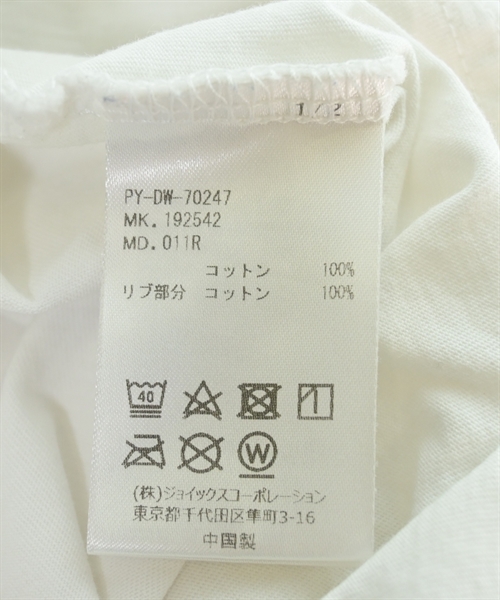 1/2
PY-DW-70247
MK. 192542
MD. 011R
コットン 100%
リブ部分 コットン 100%
40
W
(株)ジョイックスコーポレーション
東京都千代田区隼町3-16
中国製